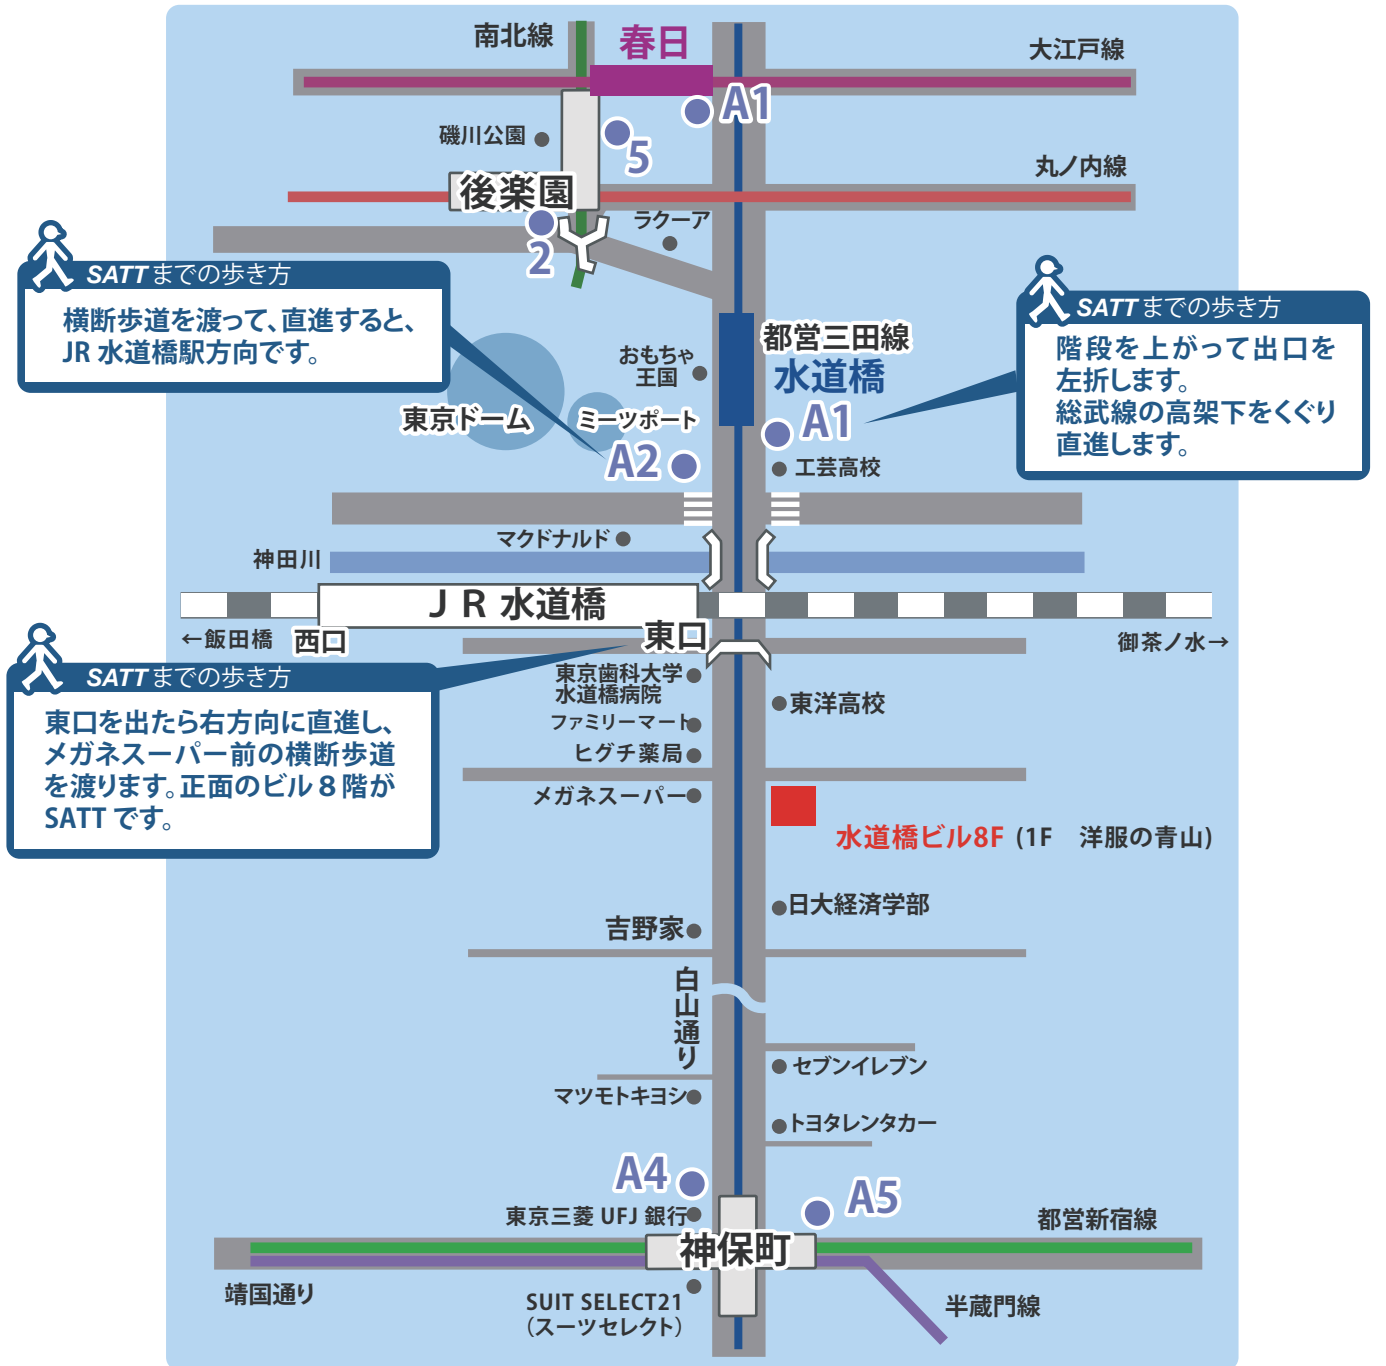 南北線
春日
大江戸線
A1
礒川公園
5
丸ノ内線
後楽園
2
ラクーア
SATTまでの歩き方
横断歩道を渡って、直進すると、
JR 水道橋駅方向です。
SATTまでの歩き方
階段を上がって出口を
左折します。
総武線の高架下をくぐり
直進します。
都営三田線
水道橋
おもちゃ
王国
東京ドーム
ミーツポート
A1
A2
工芸高校
マクドナルド
神田川
JR 水道橋
←飯田橋
西口
東口
御茶ノ水→
SATTまでの歩き方
東口を出たら右方向に直進し、
メガネスーパー前の横断歩道
を渡ります。正面のビル8階が
SATT です。
東京歯科大学
水道橋病院
東洋高校
ファミリーマート
ヒグチ薬局
メガネスーパー
水道橋ビル8F (1F 洋服の青山)
日大経済学部
吉野家
白山通り
セブンイレブン
マツモトキヨシ
トヨタレンタカー
A4
A5
東京三菱 UFJ 銀行
都営新宿線
神保町
靖国通り
SUIT SELECT21
(スーツセレクト)
半蔵門線